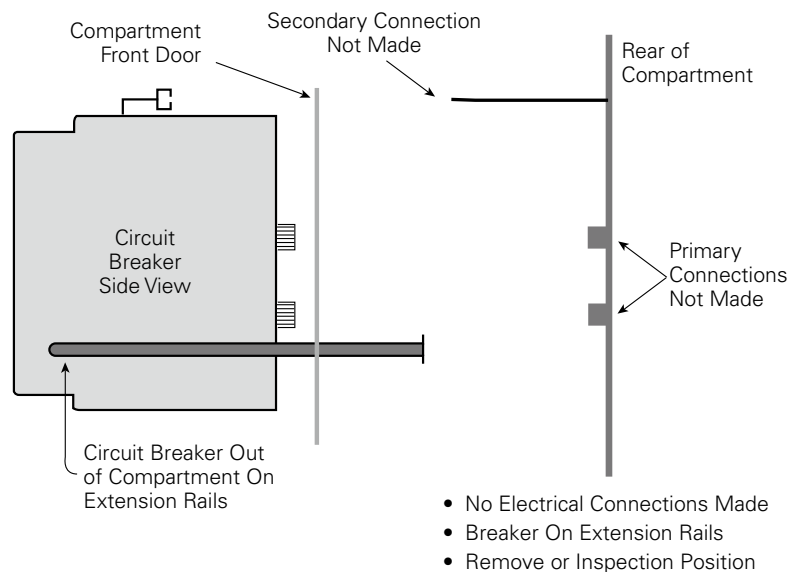 Compartment
Front Door
Secondary Connection
Not Made
Rear of
Compartment
Circuit
Breaker
Side View
Primary
Connections
Not Made
Circuit Breaker Out
of Compartment On
Extension Rails
• No Electrical Connections Made
• Breaker On Extension Rails
• Remove or Inspection Position